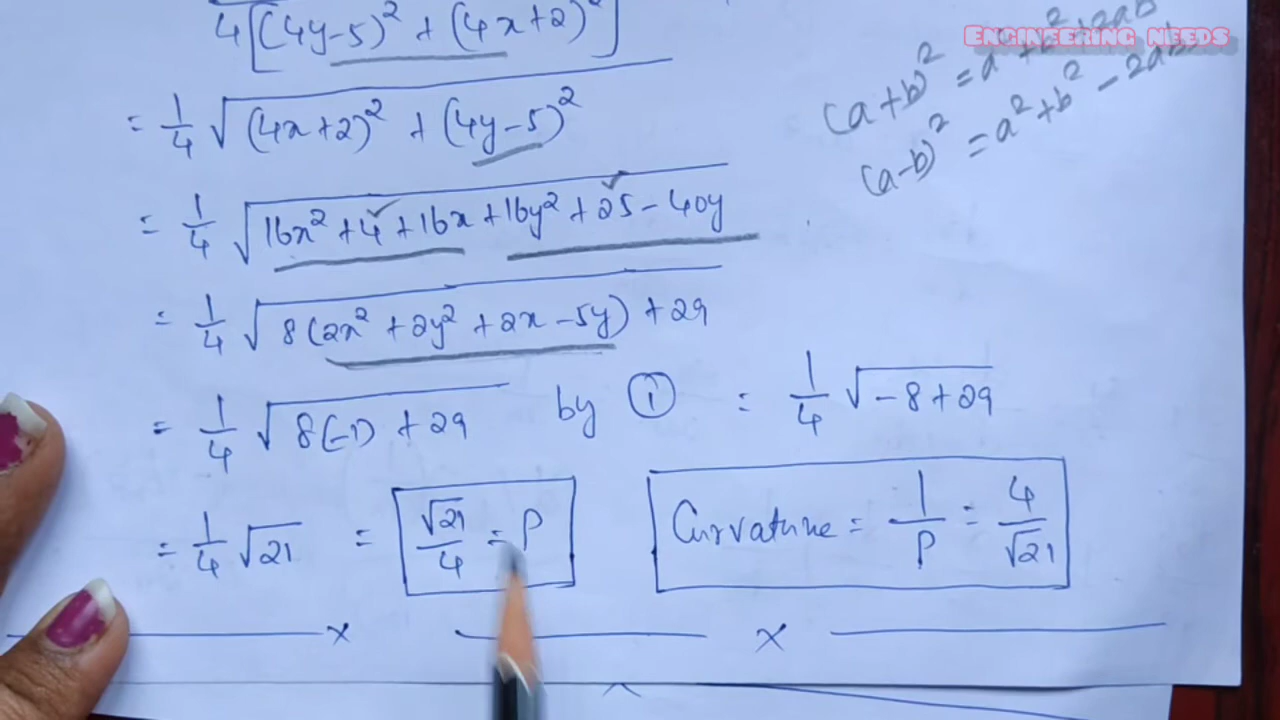 4[(4y-5)² + (4x+2)²]
= 1/4 √(4x+2)² + (4y-5)²
= 1/4 √16x² + 4 + 16x + 16y² + 25 - 40y
= 1/4 √8(2x² + 2y² + 2x - 5y) + 29
= 1/4 √8(-1) + 29 by ① = 1/4 √-8 + 29
= 1/4 √21 = √21/4 = ρ
Curvature = 1/ρ = 4/√21
× ×
ENGINEERING NEEDS
(a+b)² = a² + b² + 2ab
(a-b)² = a² + b² - 2ab